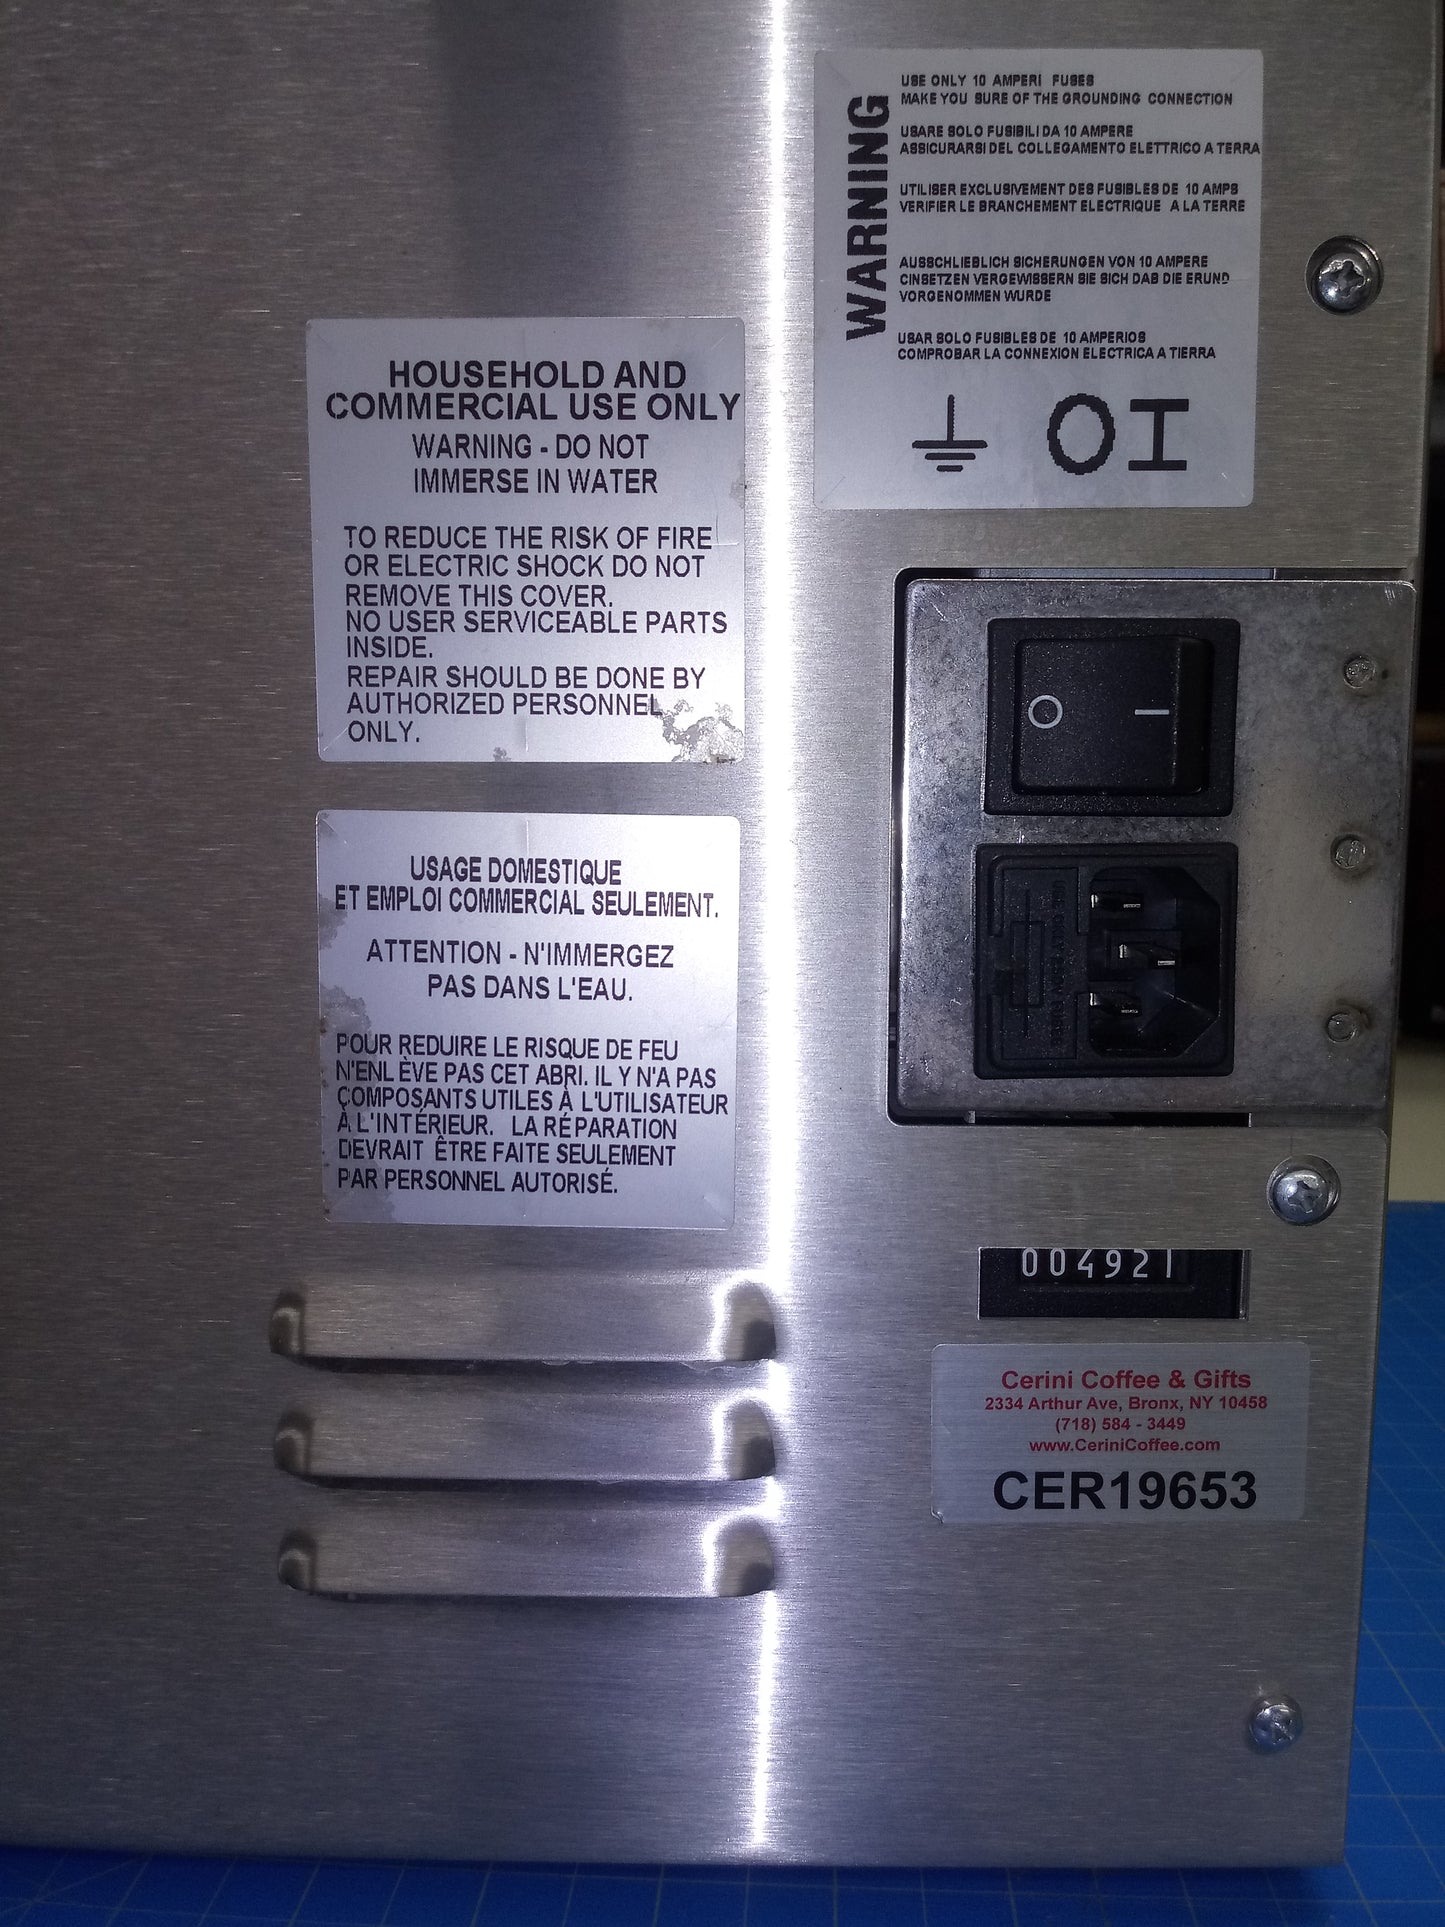 WARNING
USE ONLY 10 AMPERI FUSES
MAKE YOU SURE OF THE GROUNDING CONNECTION
USARE SOLO FUSIBILI DA 10 AMPERE
ASSICURARSI DEL COLLEGAMENTO ELETTRICO A TERRA
UTILISER EXCLUSIVEMENT DES FUSIBLES DE 10 AMPS
VERIFIER LE BRANCHEMENT ELECTRIQUE A LA TERRE
AUSSCHLIEBLICH SICHERUNGEN VON 10 AMPERE
CINSETZEN VERGEWISSERN SIE SICH DAB DIE ERUND
VORGENOMMEN WURDE
USAR SOLO FUSIBLES DE 10 AMPERIOS
COMPROBAR LA CONNEXION ELECTRICA A TIERRA
O I
HOUSEHOLD AND
COMMERCIAL USE ONLY
WARNING - DO NOT
IMMERSE IN WATER
TO REDUCE THE RISK OF FIRE
OR ELECTRIC SHOCK DO NOT
REMOVE THIS COVER.
NO USER SERVICEABLE PARTS
INSIDE.
REPAIR SHOULD BE DONE BY
AUTHORIZED PERSONNEL
ONLY.
O I
USAGE DOMESTIQUE
ET EMPLOI COMMERCIAL SEULEMENT.
ATTENTION - N'IMMERGEZ
PAS DANS L'EAU.
POUR REDUIRE LE RISQUE DE FEU
N'ENL ÈVE PAS CET ABRI. IL Y N'A PAS
COMPOSANTS UTILES À L'UTILISATEUR
À L'INTÉRIEUR. LA RÉPARATION
DEVRAIT ÊTRE FAITE SEULEMENT
PAR PERSONNEL AUTORISÉ.
004921
Cerini Coffee & Gifts
2334 Arthur Ave, Bronx, NY 10458
(718) 584 - 3449
www.CeriniCoffee.com
CER19653